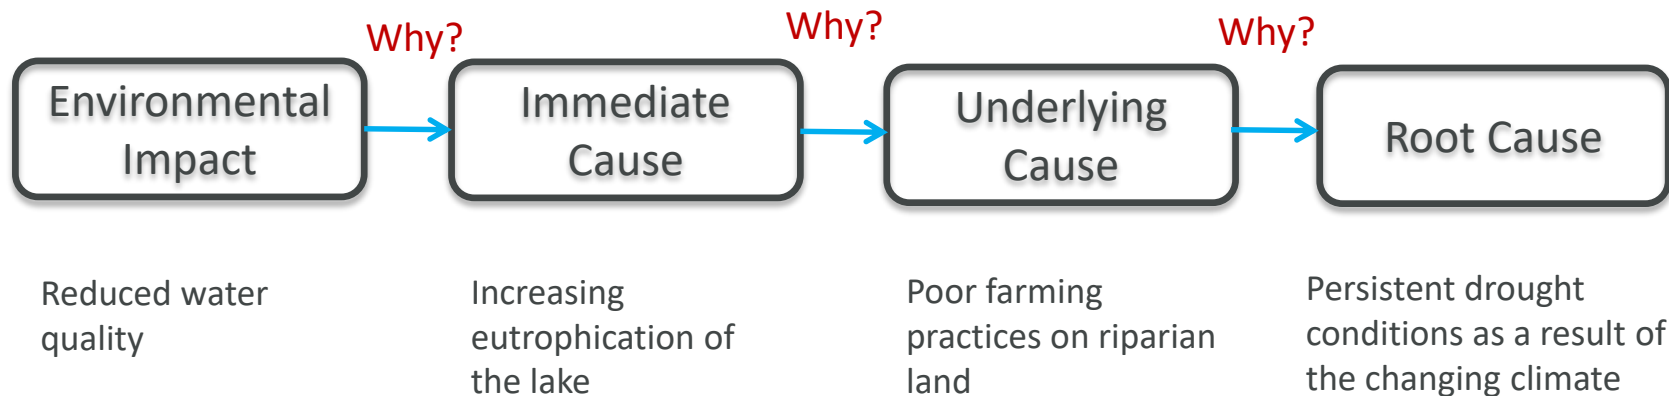 Why?
Why?
Why?
Environmental
Impact
Immediate
Cause
Underlying
Cause
Root Cause
Reduced water
quality
Increasing
eutrophication of
the lake
Poor farming
practices on riparian
land
Persistent drought
conditions as a result of
the changing climate